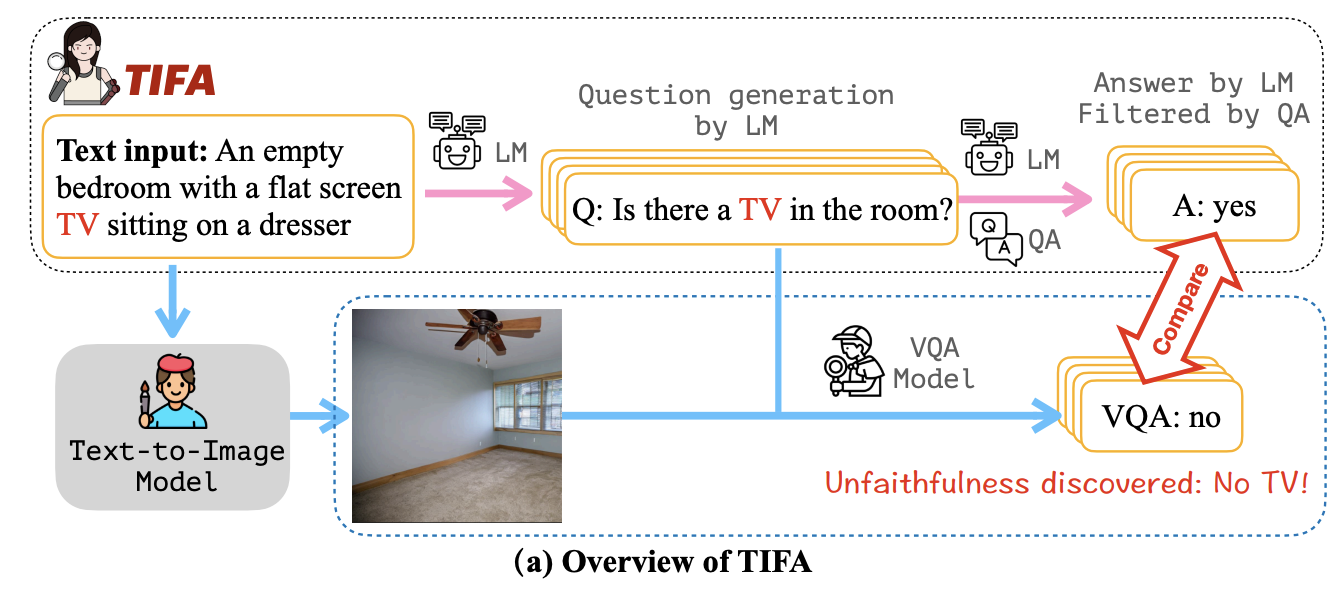 TIFA
Text input: An empty
bedroom with a flat screen
TV sitting on a dresser
LM
Question generation
by LM
Q: Is there a TV in the room?
LM
Q
A
QA
Answer by LM
Filtered by QA
A: yes
Compare
Text-to-Image
Model
VQA
Model
VQA: no
Unfaithfulness discovered: No TV!
(a) Overview of TIFA